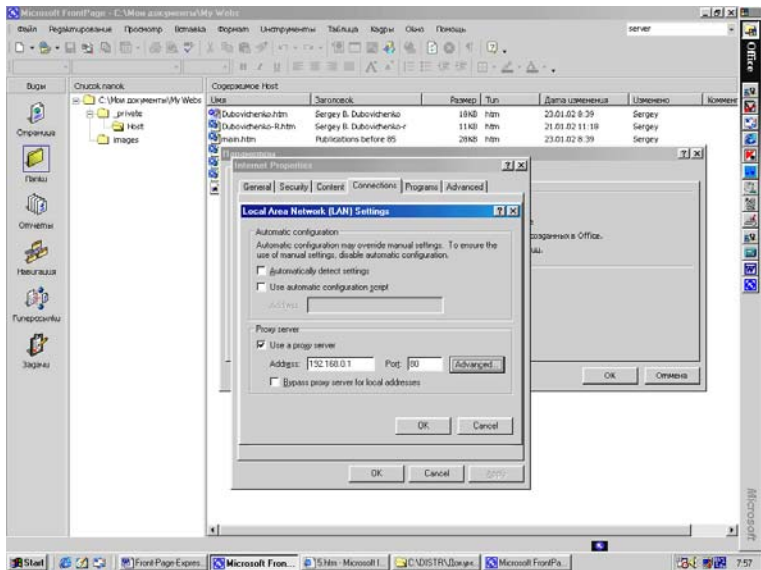 Microsoft FrontPage - C:\Мои документы\My Webs
Файл Редактирование Просмотр Вставка Формат Инструменты Таблица Кадры Окно Помощь
server
Виды
Список папок
Содержимое Host
C:\Мои документы\My Webs
_private
Host
images
Имя Заголовок Размер Тип Дата изменения Изменено Коммент
Dubovichenko.htm Sergey B. Dubovichenko 18KB htm 23.01.02 8:39 Sergey
Dubovichenko-R.htm Sergey B. Dubovichenko-r 11KB htm 21.01.02 11:18 Sergey
main.htm Publications before 85 28KB htm 23.01.02 8:39 Sergey
Страница
Папки
Отчеты
Навигация
Гиперссылки
Задачи
Параметры
созданных в Office.
OK Отмена
Internet Properties
General Security Content Connections Programs Advanced
Local Area Network (LAN) Settings
Automatic configuration
Automatic configuration may override manual settings. To ensure the
use of manual settings, disable automatic configuration.
Automatically detect settings
Use automatic configuration script
Address
Proxy server
Use a proxy server
Address: 192.168.0.1 Port: 80 Advanced...
Bypass proxy server for local addresses
OK Cancel
OK Cancel Apply
Office
Microsoft
Start Front Page Expres... Microsoft Fron... 5.htm - Microsoft I... C:\DISTR\Докум... Microsoft FrontPa... 7:57